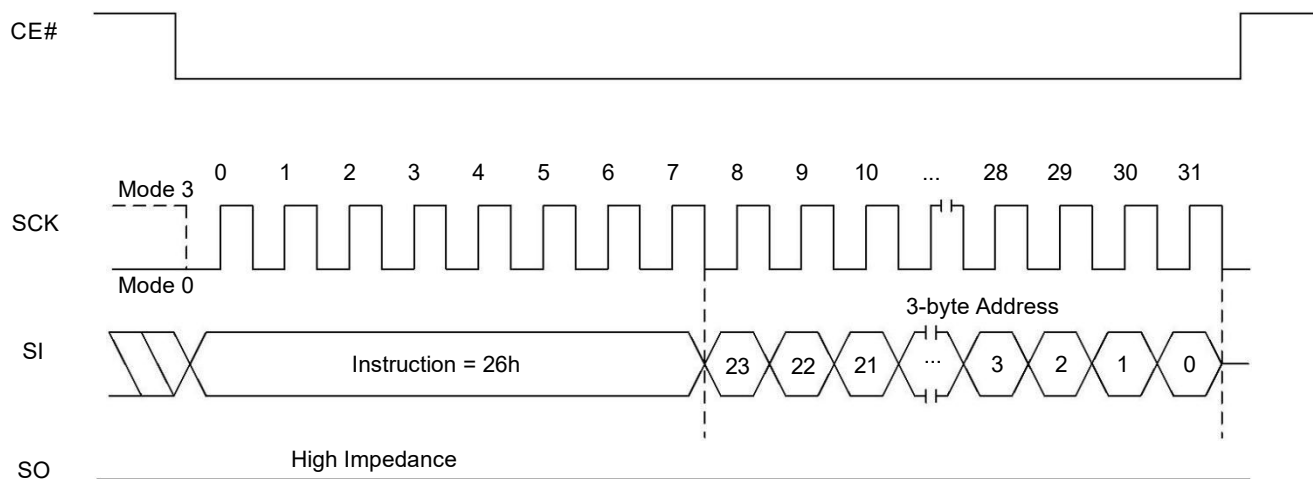 CE#
0 1 2 3 4 5 6 7 8 9 10 ... 28 29 30 31
Mode 3
SCK
Mode 0
3-byte Address
SI
Instruction = 26h 23 22 21 ... 3 2 1 0
High Impedance
SO